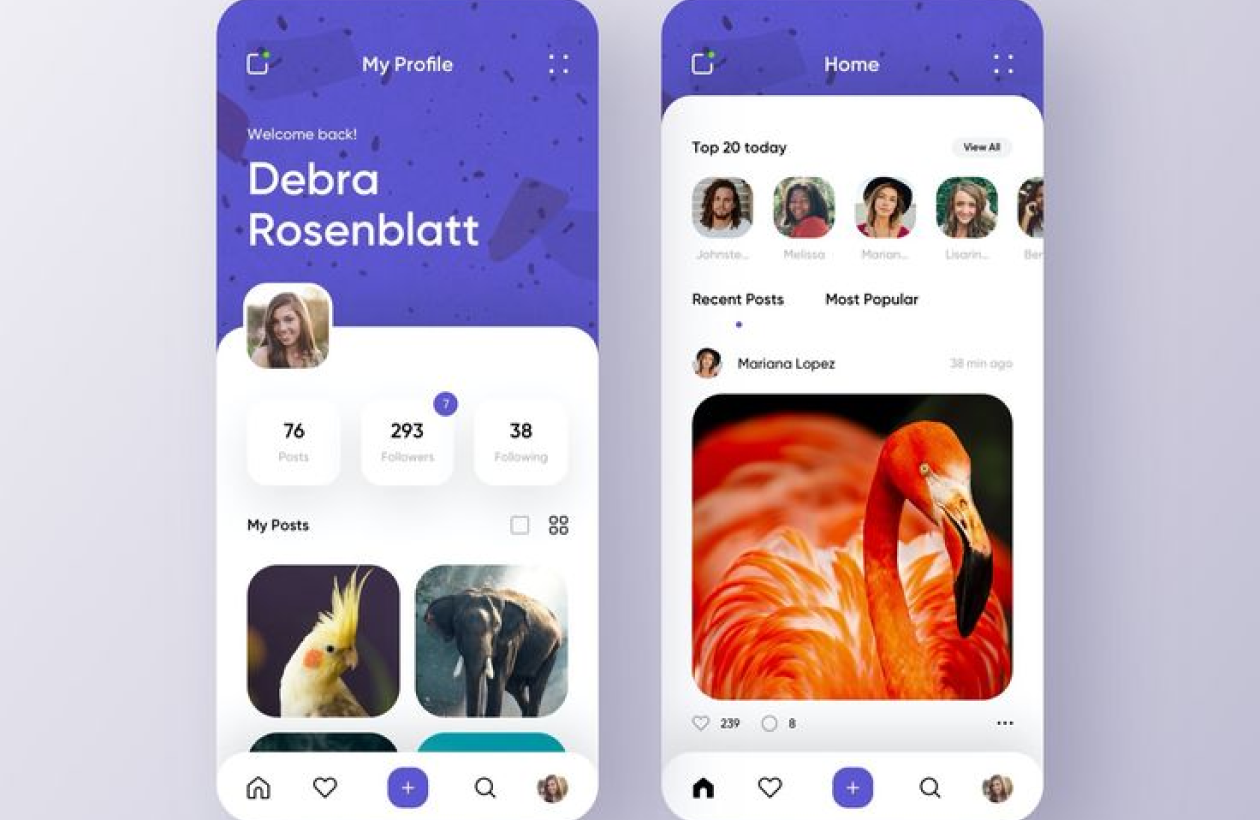 My Profile
Welcome back!
Debra
Rosenblatt
7
76
Posts
293
Followers
38
Following
My Posts
Home
Top 20 today
View All
Johnste...
Melissa
Marian...
Lisarin...
Ber
Recent Posts
Most Popular
Mariana Lopez
38 min ago
239
8